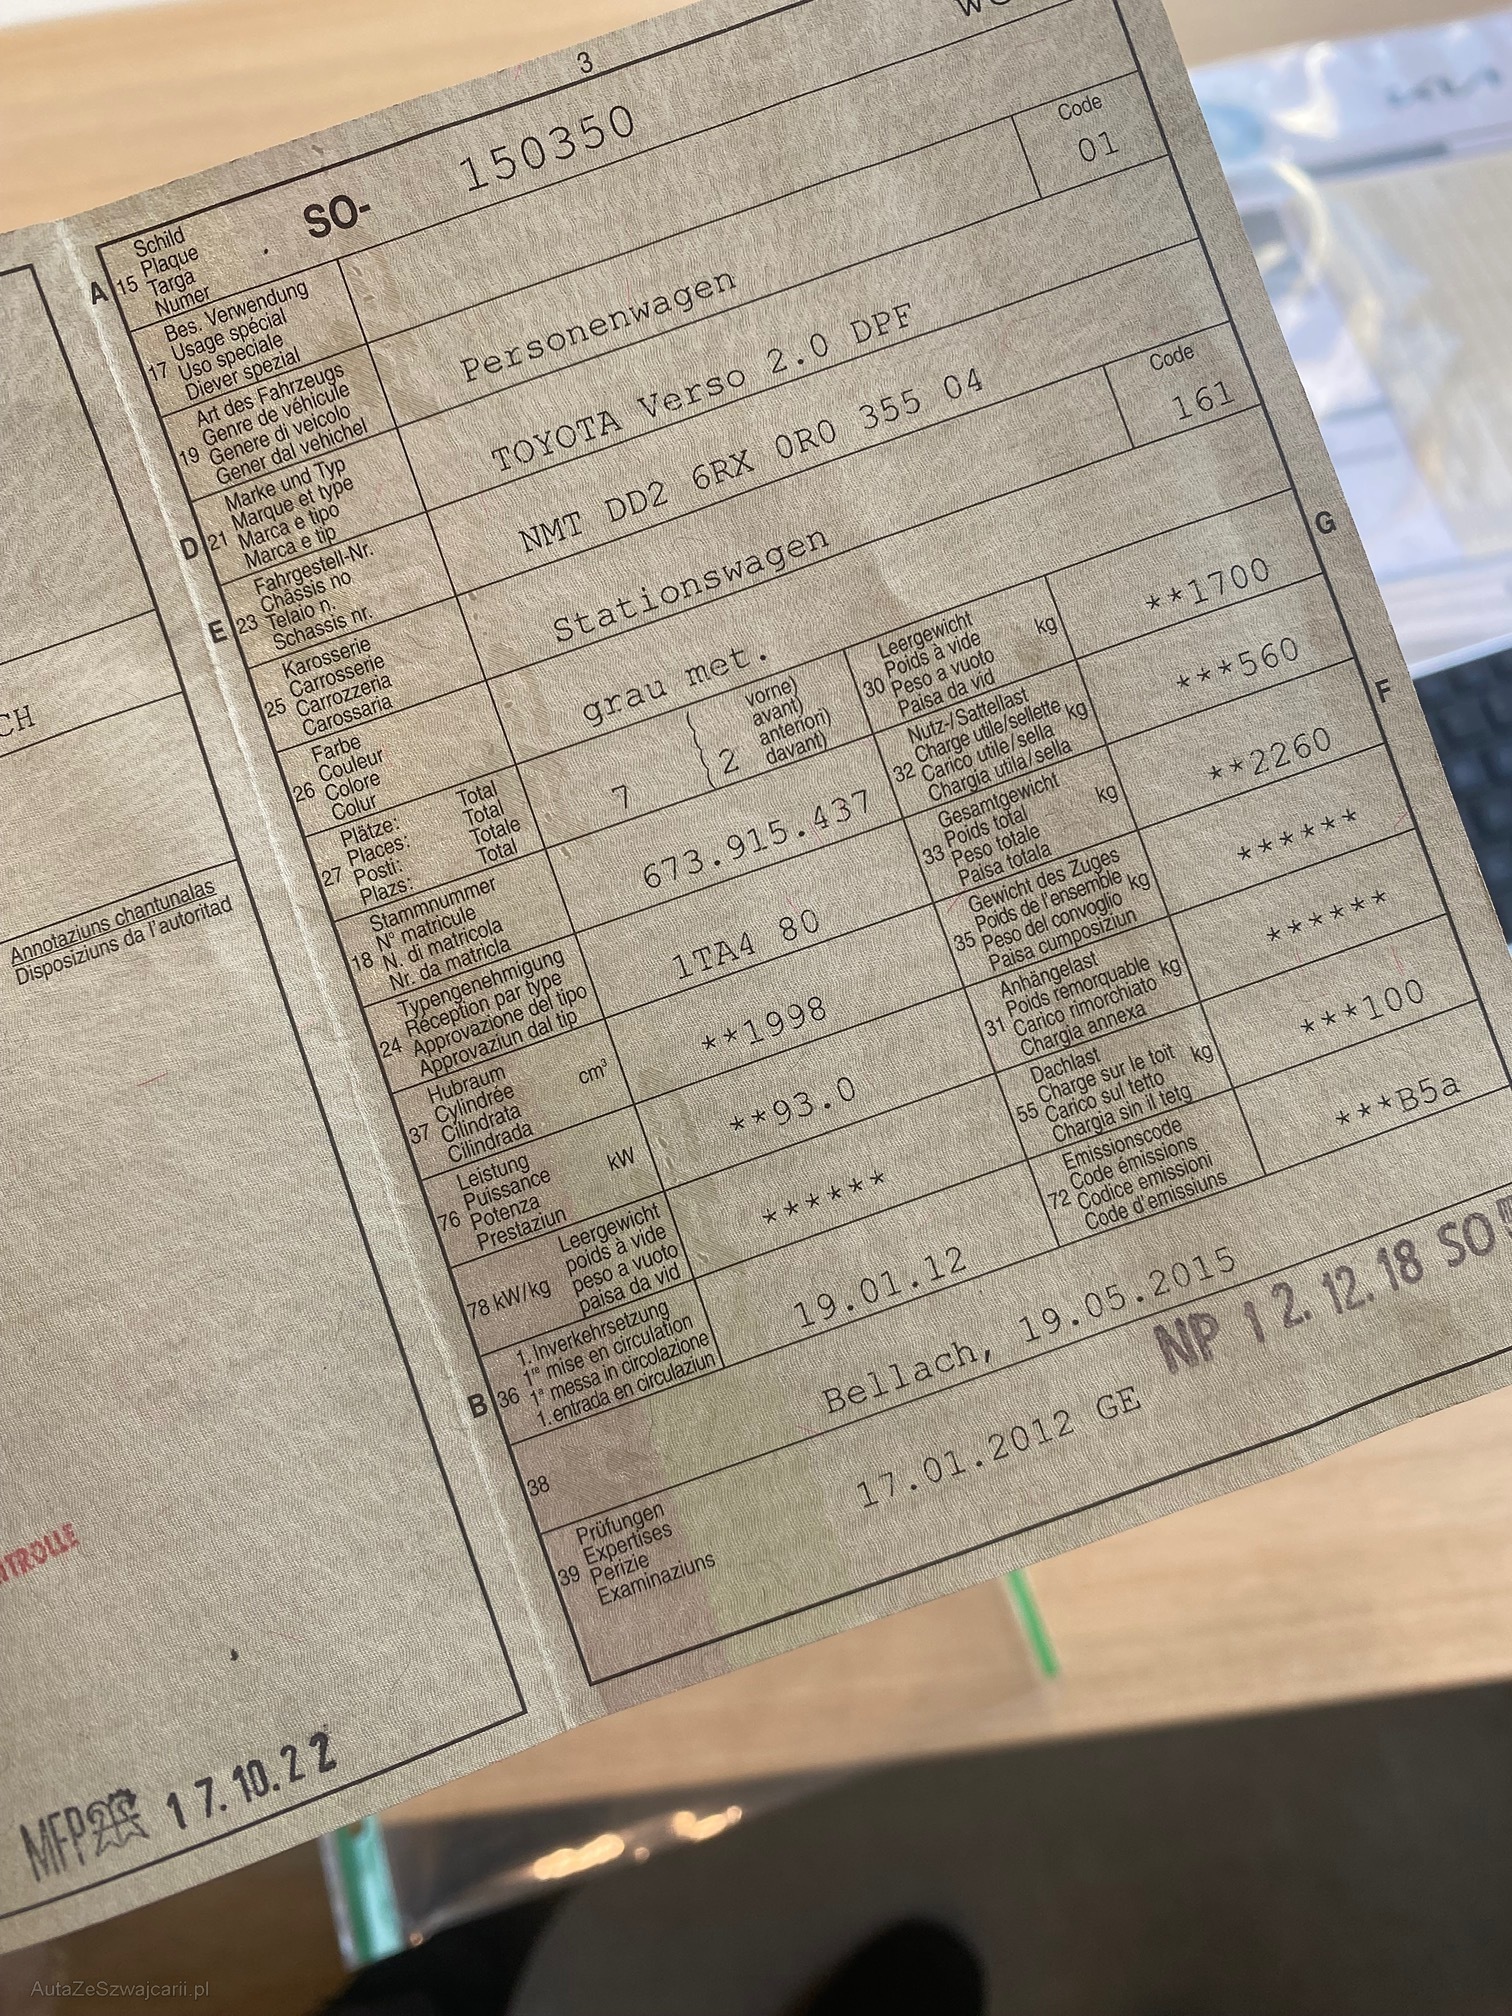 3
A
15 Schild
Plaque
Targa
Numer
SO- 150350
17 Bes. Verwendung
Usage spécial
Uso speciale
Diever spezial
19 Art des Fahrzeugs
Genre de véhicule
Genere di veicolo
Gener dal vehichel
Personenwagen
Code
01
D
21 Marke und Typ
Marque et type
Marca e tipo
Marca e tip
TOYOTA Verso 2.0 DPF
E
23 Fahrgestell-Nr.
Châssis no
Telaio n.
Schassis nr.
NMT DD2 6RX 0R0 355 04
25 Karosserie
Carrosserie
Carrozzeria
Carossaria
Stationswagen
Code
161
26 Farbe
Couleur
Colore
Colur
grau met.
27 Plätze: Total
Places: Total
Posti: Totale
Plazs: Total
7
2
vorne)
avant)
anteriori)
davant)
18 Stammnummer
N° matricule
N. di matricola
Nr. da matricla
673.915.437
24 Typengenehmigung
Réception par type
Approvazione del tipo
Approvaziun dal tip
1TA4 80
37 Hubraum
Cylindrée
Cilindrata
Cilindrada
cm³
**1998
76 Leistung
Puissance
Potenza
Prestaziun
kW
**93.0
78 kW/kg
Leergewicht
poids à vide
peso a vuoto
paisa da vid
******
B
36 1. Inverkehrsetzung
1re mise en circulation
1a messa in circolazione
1. entrada en circulaziun
19.01.12
G
30 Leergewicht
Poids à vide
Peso a vuoto
Paisa da vid
kg
**1700
32 Nutz-/Sattellast
Charge utile/sellette
Carico utile/sella
Chargia utila/sella
kg
***560
F
33 Gesamtgewicht
Poids total
Peso totale
Paisa totala
kg
**2260
35 Gewicht des Zuges
Poids de l'ensemble
Peso del convoglio
Paisa cumposiziun
kg
******
31 Anhängelast
Poids remorquable
Carico rimorchiato
Chargia annexa
kg
******
55 Dachlast
Charge sur le toit
Carico sul tetto
Chargia sin il tetg
kg
***100
72 Emissionscode
Code émissions
Codice emissioni
Code d'emissiuns
***B5a
38
Bellach, 19.05.2015
NP 12.12.18 SO
39 Prüfungen
Expertises
Perizie
Examinaziuns
17.01.2012 GE
CH
Annotaziuns chantunalas
Disposiziuns da l'autoritad
TROLLE
MFP 17.10.22
AutaZeSzwajcarii.pl